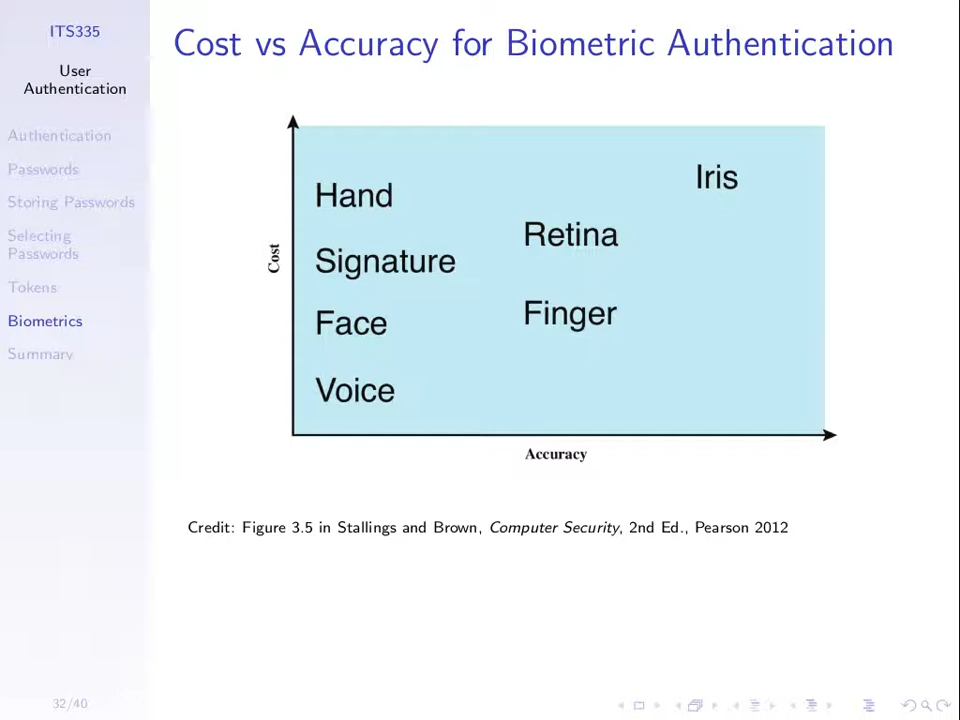 ITS335
User
Authentication
Authentication
Passwords
Storing Passwords
Selecting
Passwords
Tokens
Biometrics
Summary
32/40
Cost vs Accuracy for Biometric Authentication
Cost
Hand
Signature
Face
Voice
Retina
Finger
Iris
Accuracy
Credit: Figure 3.5 in Stallings and Brown, Computer Security, 2nd Ed., Pearson 2012